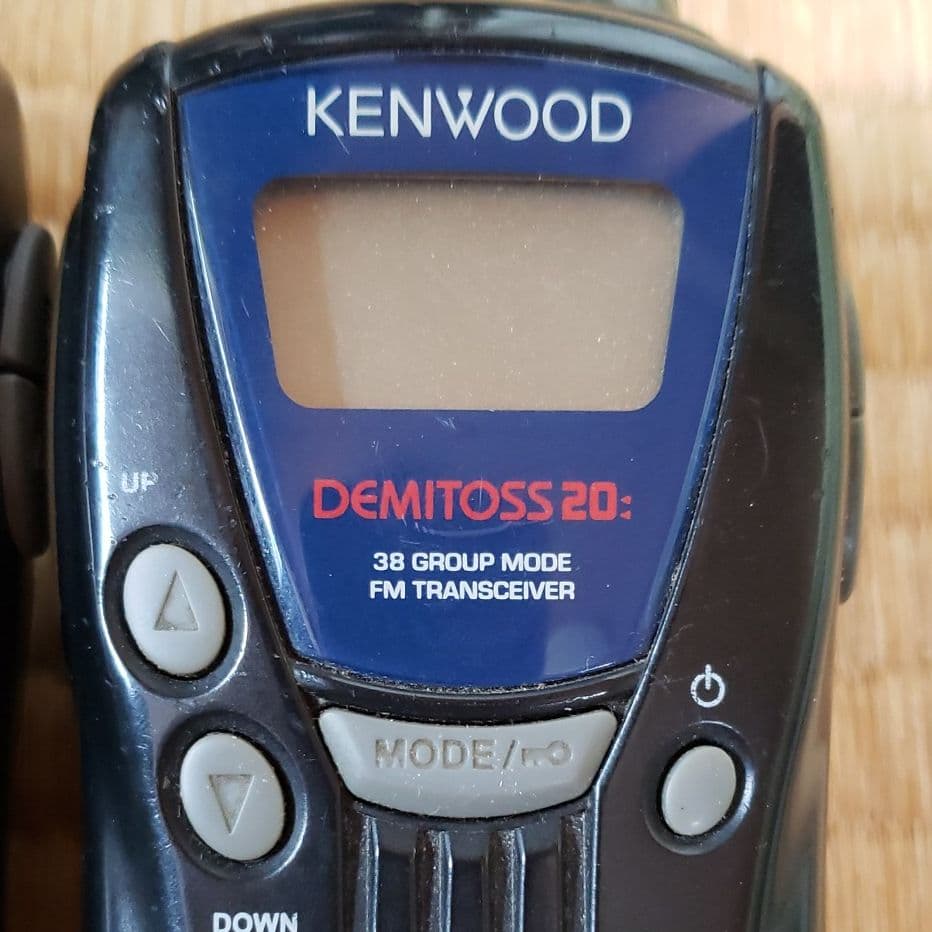 KENWOOD
DEMITOSS 20
38 GROUP MODE
FM TRANSCEIVER
UP
MODE/
DOWN